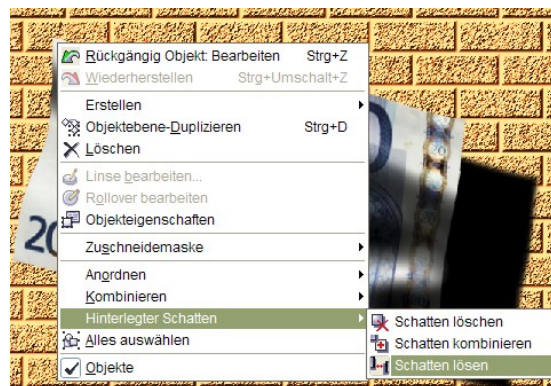 Rückgängig Objekt: Bearbeiten Strg+Z
Wiederherstellen Strg+Umschalt+Z
Erstellen
Objektebene-Duplizieren Strg+D
Löschen
Linse bearbeiten...
Rollover bearbeiten
Objekteigenschaften
Zuschneidemaske
Anordnen
Kombinieren
Hinterlegter Schatten
Alles auswählen
Objekte
Schatten löschen
Schatten kombinieren
Schatten lösen
20